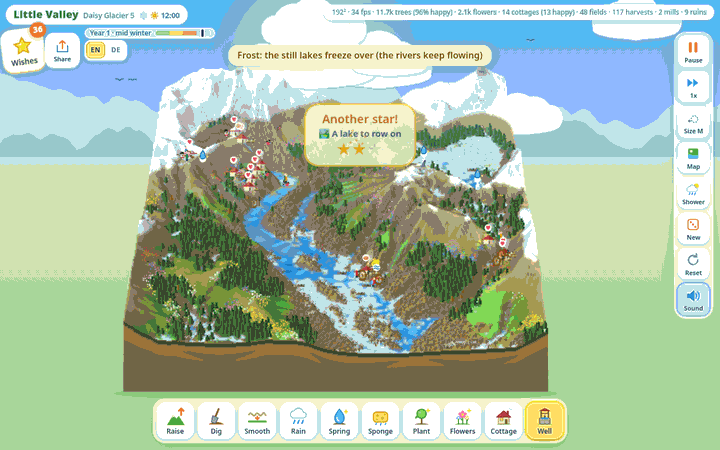 Little Valley Daisy Glacier 5 12:00
192² · 34 fps · 11.7k trees (96% happy) · 2.1k flowers · 14 cottages (13 happy) · 48 fields · 117 harvests · 2 mills · 9 ruins
36
Wishes
Share
Year 1 · mid winter
EN DE
Frost: the still lakes freeze over (the rivers keep flowing)
Another star!
A lake to row on
Pause
1x
Size M
Map
Shower
New
Reset
Sound
Raise
Dig
Smooth
Rain
Spring
Sponge
Plant
Flowers
Cottage
Well